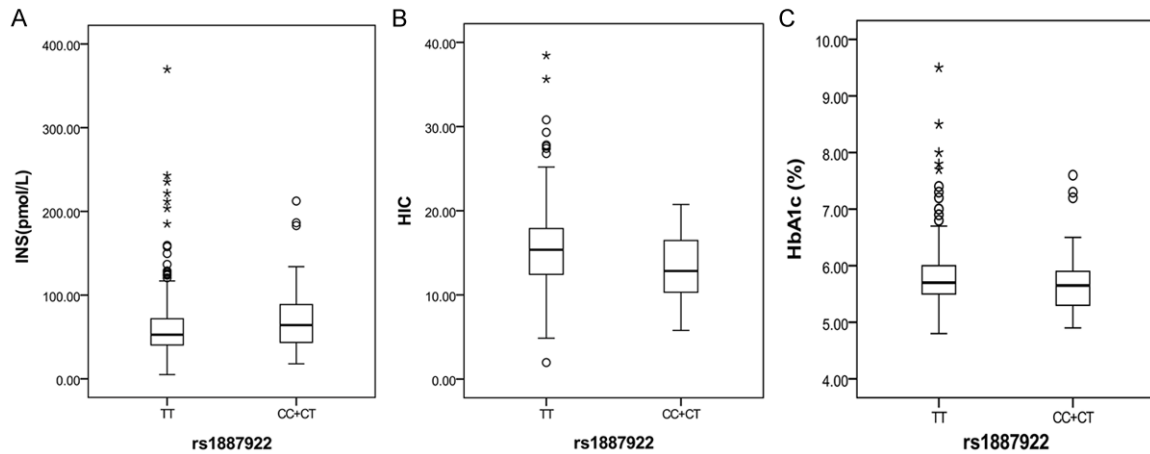 A
INS(pmol/L)
400.00
300.00
200.00
100.00
0.00
TT
CC+CT
rs1887922
B
HIC
40.00
30.00
20.00
10.00
0.00
TT
CC+CT
rs1887922
C
HbA1c (%)
10.00
9.00
8.00
7.00
6.00
5.00
4.00
TT
CC+CT
rs1887922